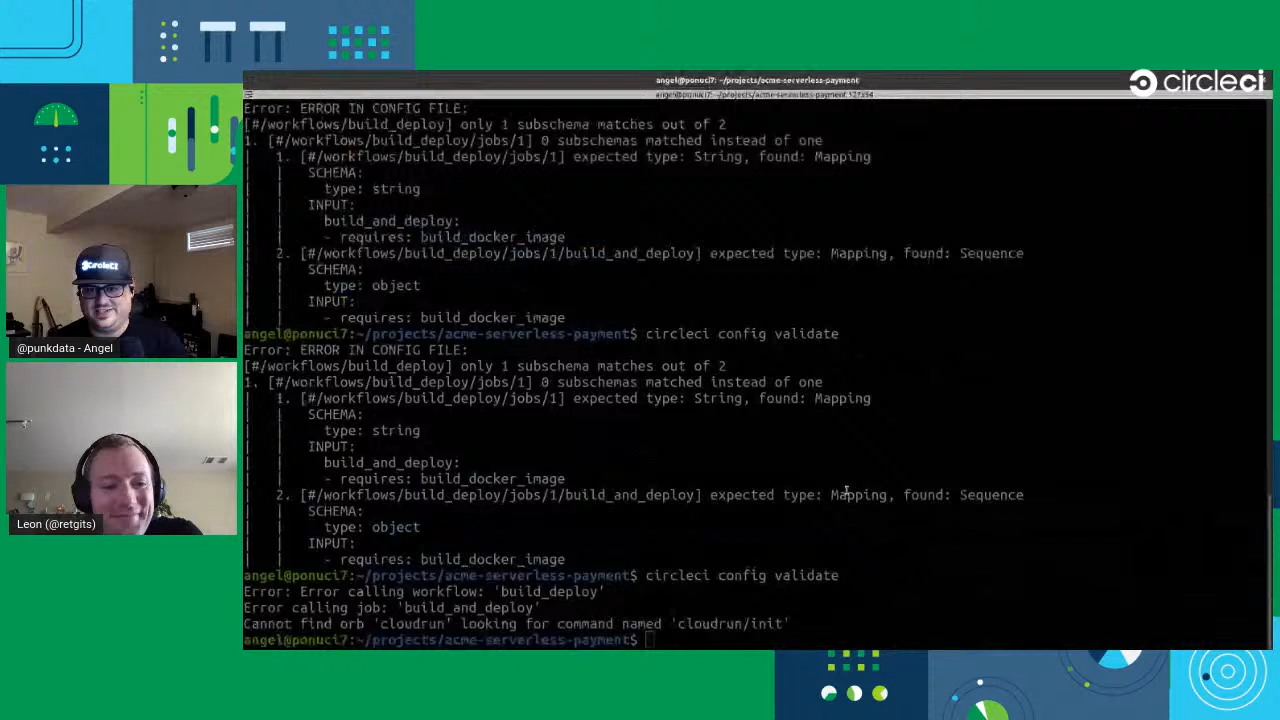 angel@ponuci7: ~/projects/acme-serverless-payment
angel@ponuci7: ~/projects/acme-serverless-payment 127x34
circleci
Error: ERROR IN CONFIG FILE:
[#/workflows/build_deploy] only 1 subschema matches out of 2
1. [#/workflows/build_deploy/jobs/1] 0 subschemas matched instead of one
|   1. [#/workflows/build_deploy/jobs/1] expected type: String, found: Mapping
|   |   SCHEMA:
|   |     type: string
|   |   INPUT:
|   |     build_and_deploy:
|   |     - requires: build_docker_image
|   2. [#/workflows/build_deploy/jobs/1/build_and_deploy] expected type: Mapping, found: Sequence
|   |   SCHEMA:
|   |     type: object
|   |   INPUT:
|   |     - requires: build_docker_image
angel@ponuci7:~/projects/acme-serverless-payment$ circleci config validate
Error: ERROR IN CONFIG FILE:
[#/workflows/build_deploy] only 1 subschema matches out of 2
1. [#/workflows/build_deploy/jobs/1] 0 subschemas matched instead of one
|   1. [#/workflows/build_deploy/jobs/1] expected type: String, found: Mapping
|   |   SCHEMA:
|   |     type: string
|   |   INPUT:
|   |     build_and_deploy:
|   |     - requires: build_docker_image
|   2. [#/workflows/build_deploy/jobs/1/build_and_deploy] expected type: Mapping, found: Sequence
|   |   SCHEMA:
|   |     type: object
|   |   INPUT:
|   |     - requires: build_docker_image
angel@ponuci7:~/projects/acme-serverless-payment$ circleci config validate
Error: Error calling workflow: 'build_deploy'
Error calling job: 'build_and_deploy'
Cannot find orb 'cloudrun' looking for command named 'cloudrun/init'
angel@ponuci7:~/projects/acme-serverless-payment$
CircleCI
@punkdata - Angel
Leon (@retgits)